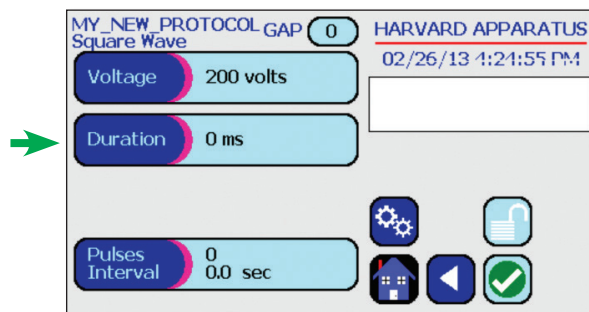 MY_NEW_PROTOCOL GAP 0
Square Wave
HARVARD APPARATUS
02/26/13 4:24:55 PM
Voltage 200 volts
Duration 0 ms
Pulses 0
Interval 0.0 sec